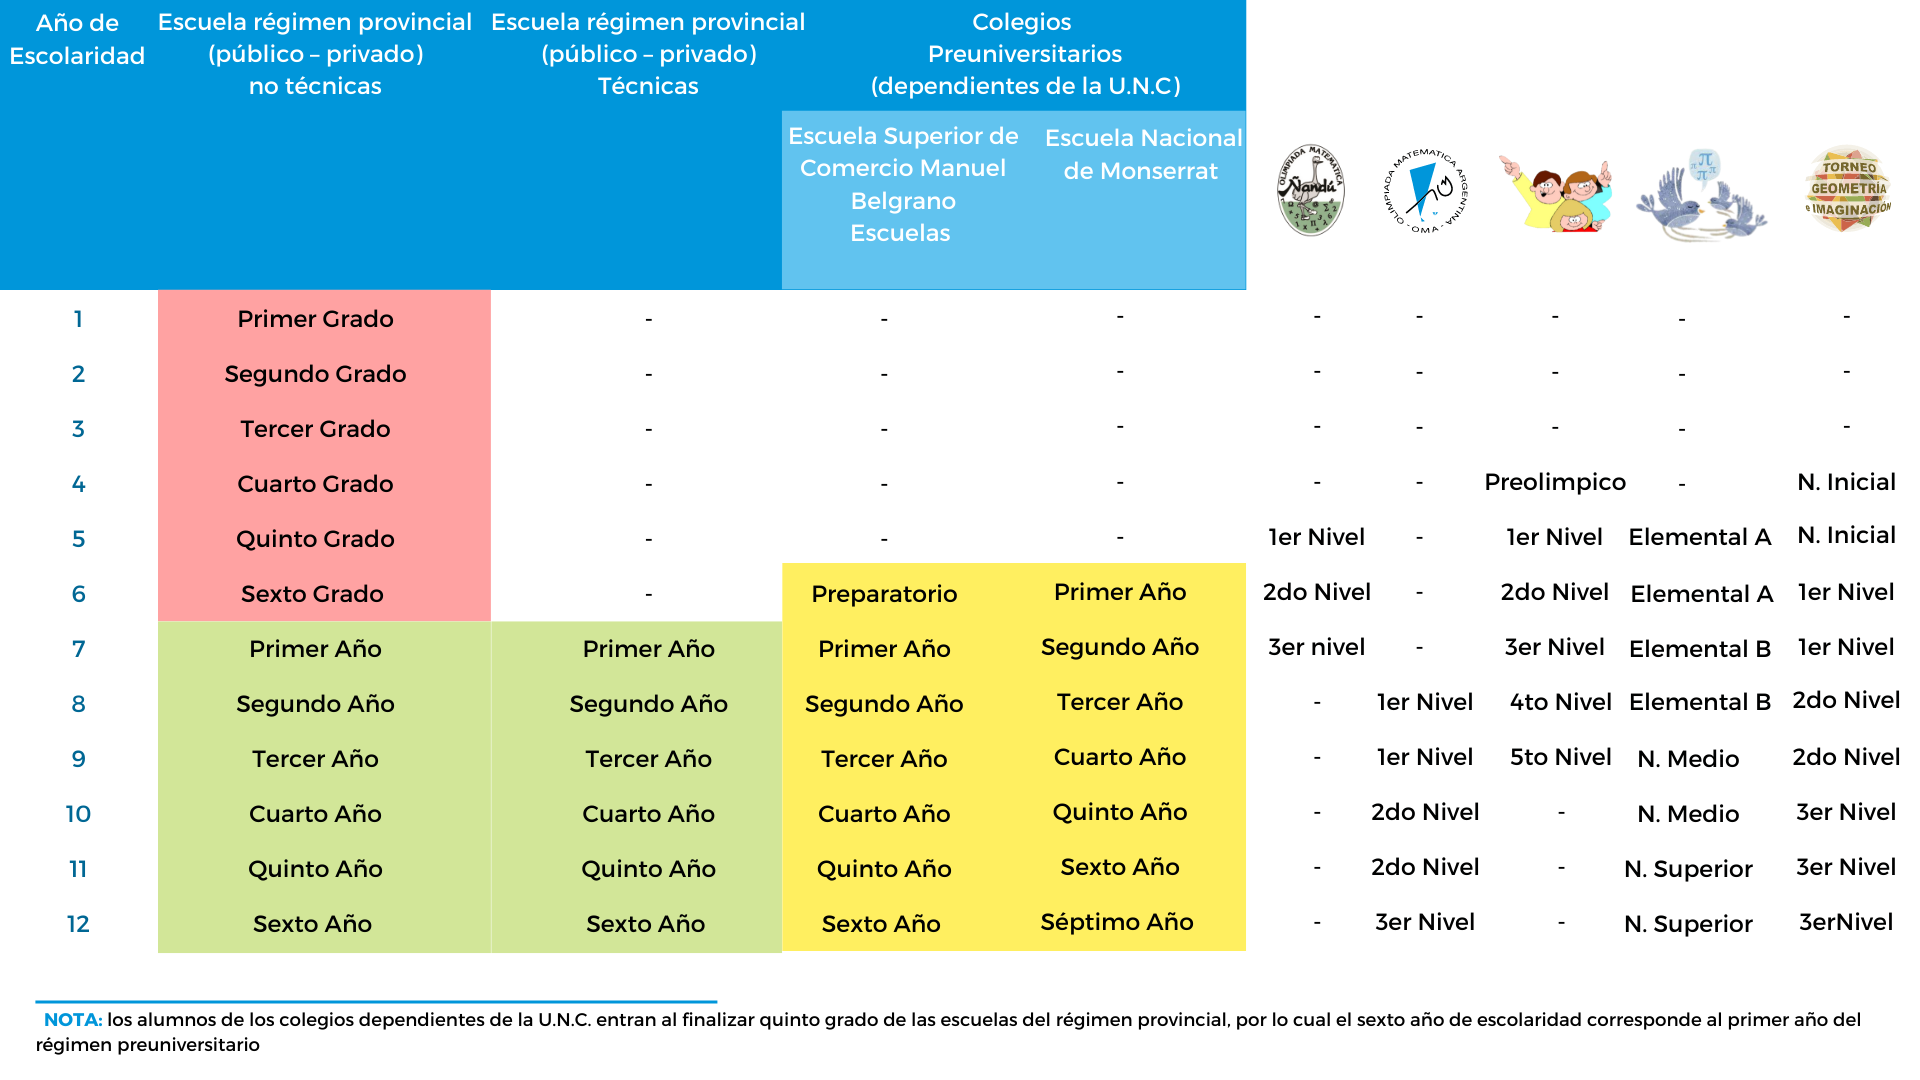 Año de
Escolaridad
Escuela régimen provincial
(público – privado)
no técnicas
Escuela régimen provincial
(público – privado)
Técnicas
Colegios
Preuniversitarios
(dependientes de la U.N.C)
Escuela Superior de
Comercio Manuel
Belgrano
Escuelas
Escuela Nacional
de Monserrat
OLIMPIADA MATEMATICA
Ñandú
OLIMPIADA MATEMATICA ARGENTINA
- OMA -
π π π π
TORNEO
GEOMETRÍA
e IMAGINACIÓN
1 Primer Grado - - - - - - - -
2 Segundo Grado - - - - - - - -
3 Tercer Grado - - - - - - - -
4 Cuarto Grado - - - - - Preolimpico - N. Inicial
5 Quinto Grado - - - 1er Nivel - 1er Nivel Elemental A N. Inicial
6 Sexto Grado - Preparatorio Primer Año 2do Nivel - 2do Nivel Elemental A 1er Nivel
7 Primer Año Primer Año Primer Año Segundo Año 3er nivel - 3er Nivel Elemental B 1er Nivel
8 Segundo Año Segundo Año Segundo Año Tercer Año - 1er Nivel 4to Nivel Elemental B 2do Nivel
9 Tercer Año Tercer Año Tercer Año Cuarto Año - 1er Nivel 5to Nivel N. Medio 2do Nivel
10 Cuarto Año Cuarto Año Cuarto Año Quinto Año - 2do Nivel - N. Medio 3er Nivel
11 Quinto Año Quinto Año Quinto Año Sexto Año - 2do Nivel - N. Superior 3er Nivel
12 Sexto Año Sexto Año Sexto Año Séptimo Año - 3er Nivel - N. Superior 3erNivel
NOTA: los alumnos de los colegios dependientes de la U.N.C. entran al finalizar quinto grado de las escuelas del régimen provincial, por lo cual el sexto año de escolaridad corresponde al primer año del
régimen preuniversitario